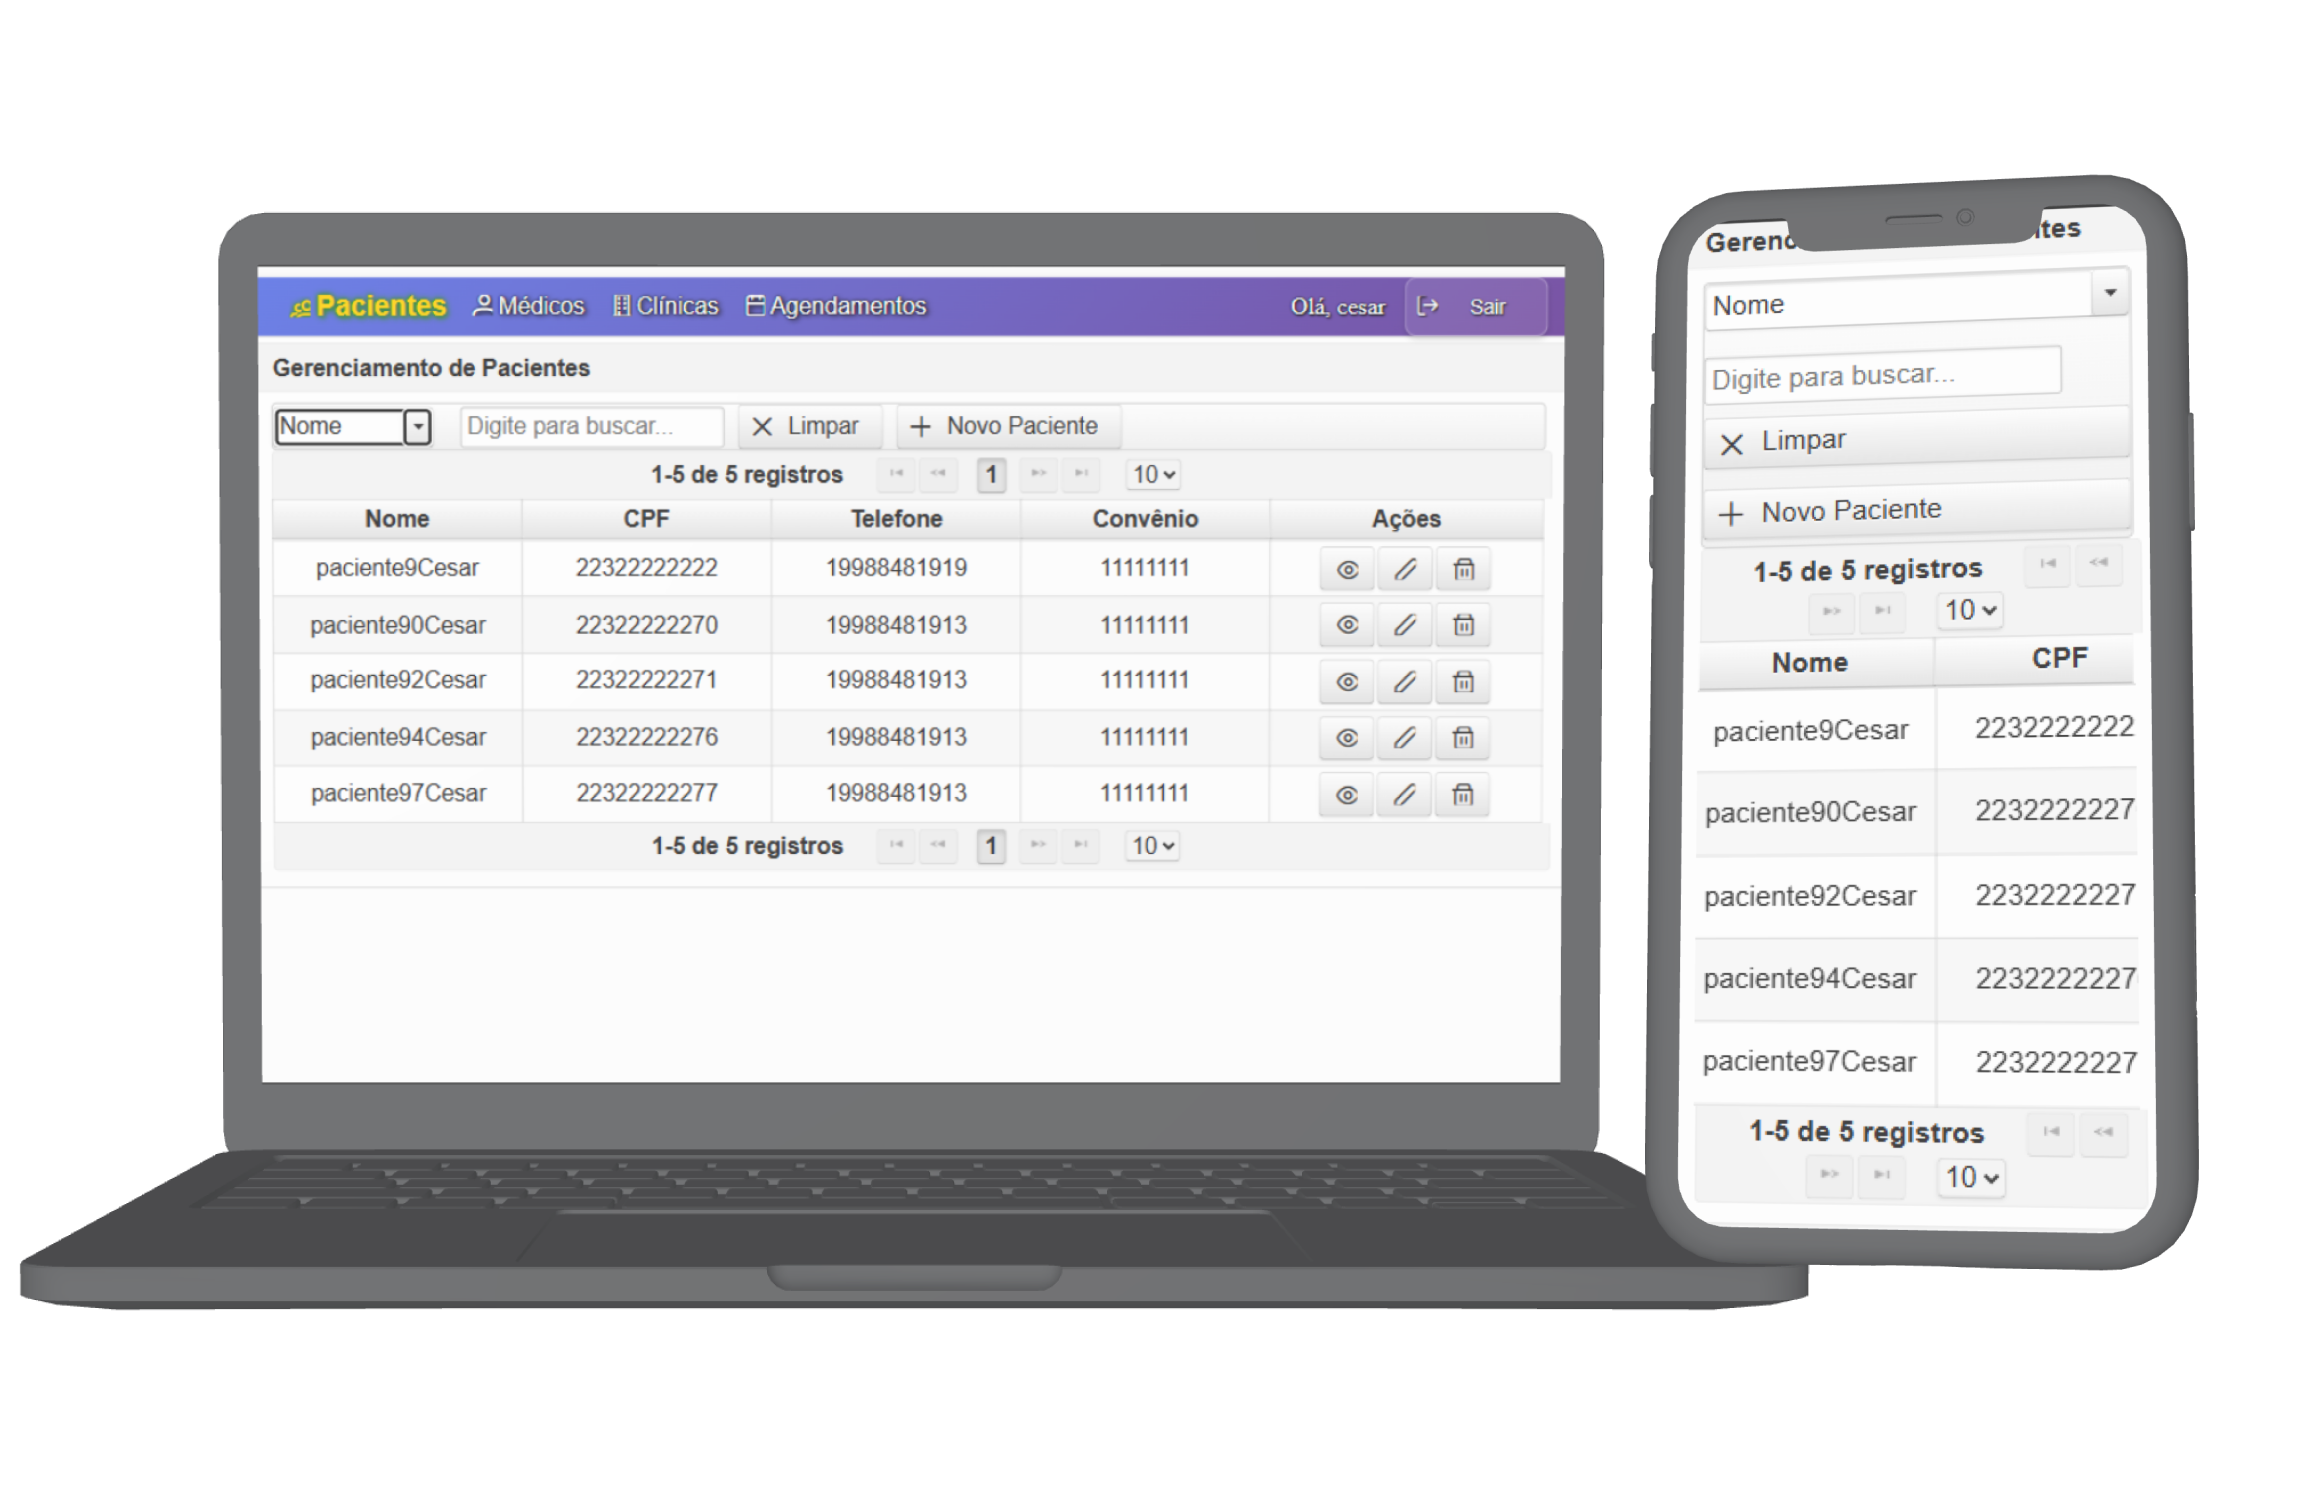 Pacientes Médicos Clínicas Agendamentos Olá, cesar Sair
Gerenciamento de Pacientes
Nome Digite para buscar... Limpar Novo Paciente
1-5 de 5 registros 1 10
Nome CPF Telefone Convênio Ações
paciente9Cesar 22322222222 19988481919 11111111
paciente90Cesar 22322222270 19988481913 11111111
paciente92Cesar 22322222271 19988481913 11111111
paciente94Cesar 22322222276 19988481913 11111111
paciente97Cesar 22322222277 19988481913 11111111
1-5 de 5 registros 1 10
Gerenc tes
Nome
Digite para buscar...
Limpar
Novo Paciente
1-5 de 5 registros
10
Nome CPF
paciente9Cesar 2232222222
paciente90Cesar 2232222227
paciente92Cesar 2232222227
paciente94Cesar 2232222227
paciente97Cesar 2232222227
1-5 de 5 registros
10